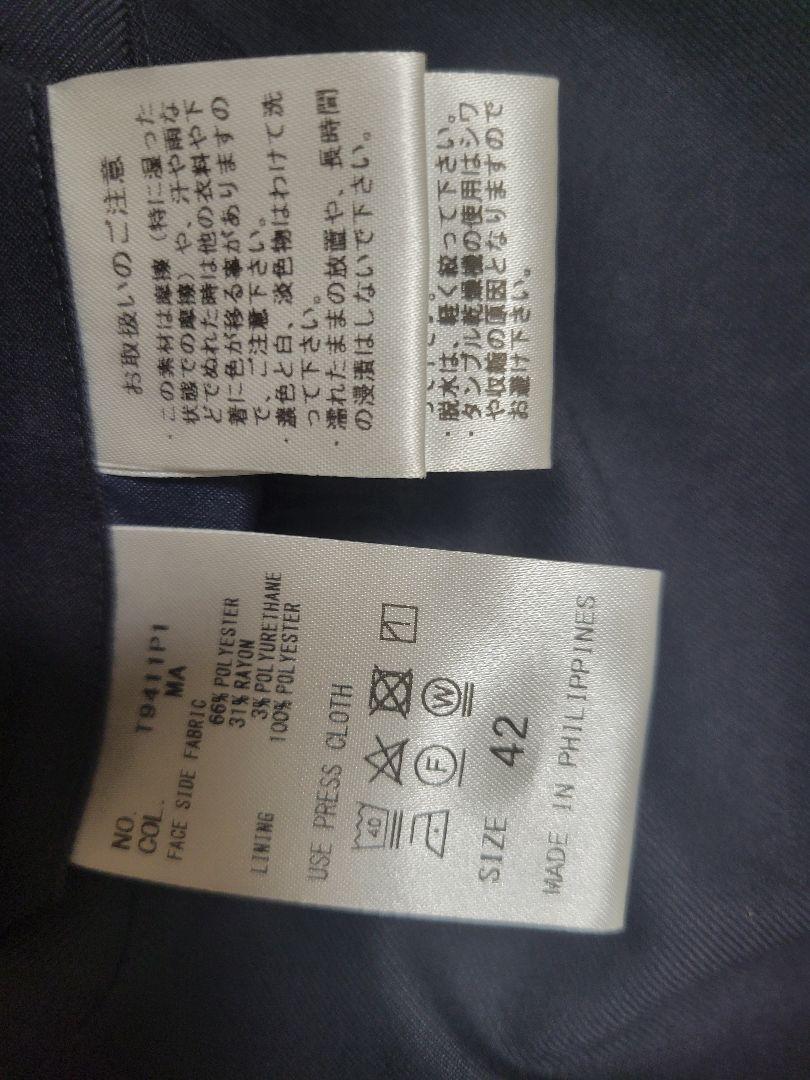 お取扱いのご注意
・この素材は摩擦（特に湿った
状態での摩擦）や、汗や雨な
どでぬれた時は他の衣料や下
着に色が移る事がありますの
で、ご注意下さい。
・濃色と白、淡色物はわけて洗
って下さい。
・濡れたままの放置や、長時間
の浸漬はしないで下さい。
・脱水は、軽く絞って下さい。
・タンブル乾燥機の使用はシワ
や収縮の原因となりますので
お避け下さい。
NO. T9411P1
COL. MA
FACE SIDE FABRIC
66% POLYESTER
31% RAYON
3% POLYURETHANE
LINING 100% POLYESTER
USE PRESS CLOTH
40
F W
SIZE 42
MADE IN PHILIPPINES